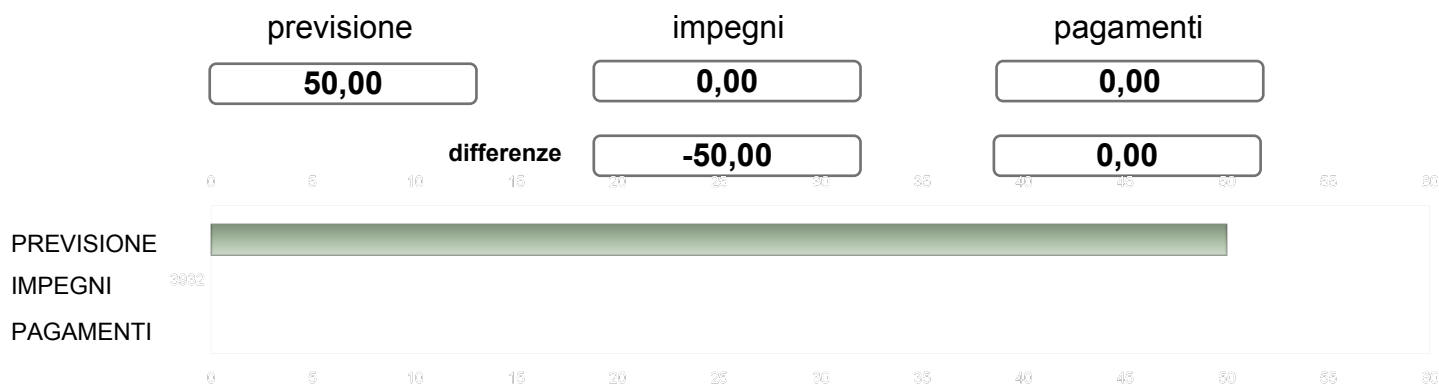 previsione impegni pagamenti
50,00 0,00 0,00
differenze -50,00 0,00
0 5 10 15 20 25 30 35 40 45 50 55 60
PREVISIONE
IMPEGNI 3932
PAGAMENTI
0 5 10 15 20 25 30 35 40 45 50 55 60